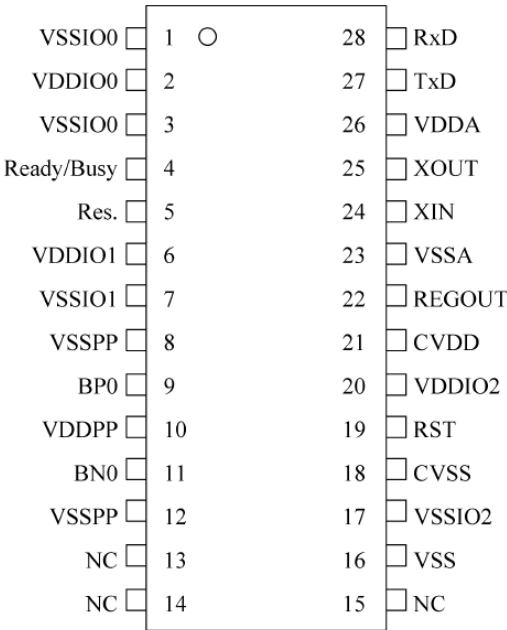 VSSIO0 1 28 RxD
VDDIO0 2 27 TxD
VSSIO0 3 26 VDDA
Ready/Busy 4 25 XOUT
Res. 5 24 XIN
VDDIO1 6 23 VSSA
VSSIO1 7 22 REGOUT
VSSPP 8 21 CVDD
BP0 9 20 VDDIO2
VDDPP 10 19 RST
BN0 11 18 CVSS
VSSPP 12 17 VSSIO2
NC 13 16 VSS
NC 14 15 NC